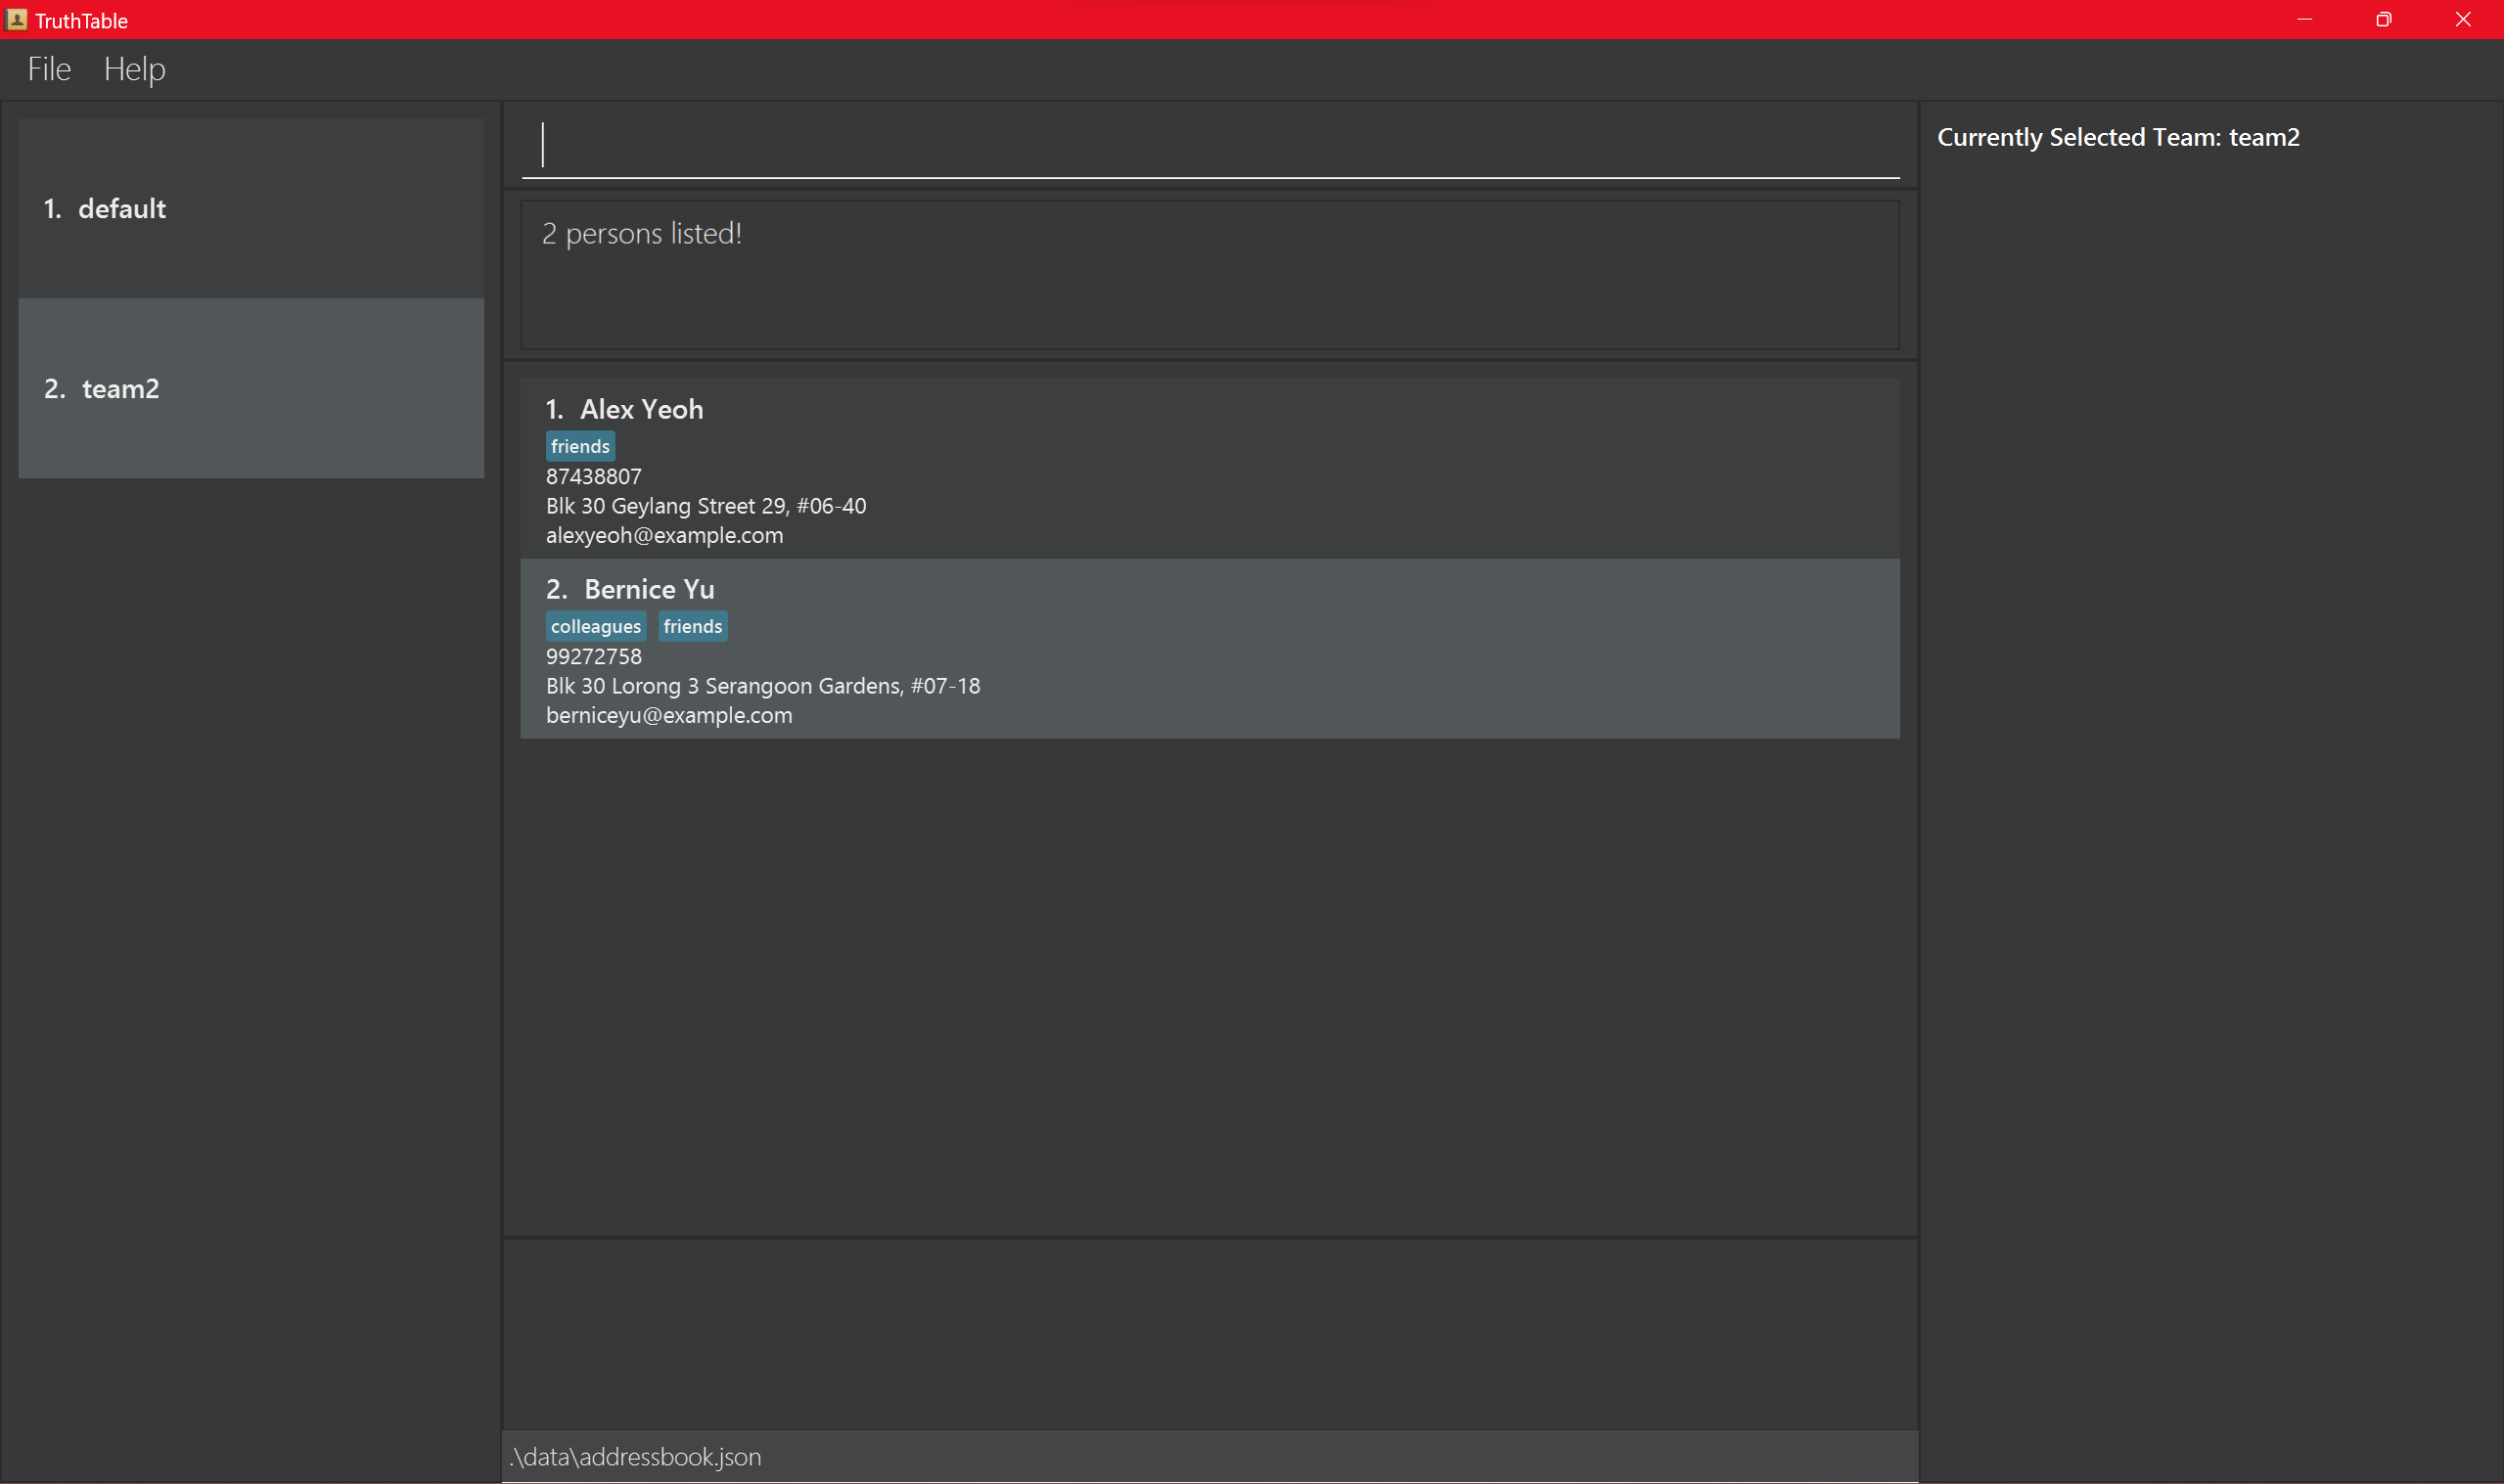 TruthTable
File Help
1. default
2. team2
2 persons listed!
1. Alex Yeoh
friends
87438807
Blk 30 Geylang Street 29, #06-40
alexyeoh@example.com
2. Bernice Yu
colleagues friends
99272758
Blk 30 Lorong 3 Serangoon Gardens, #07-18
berniceyu@example.com
.\data\addressbook.json
Currently Selected Team: team2